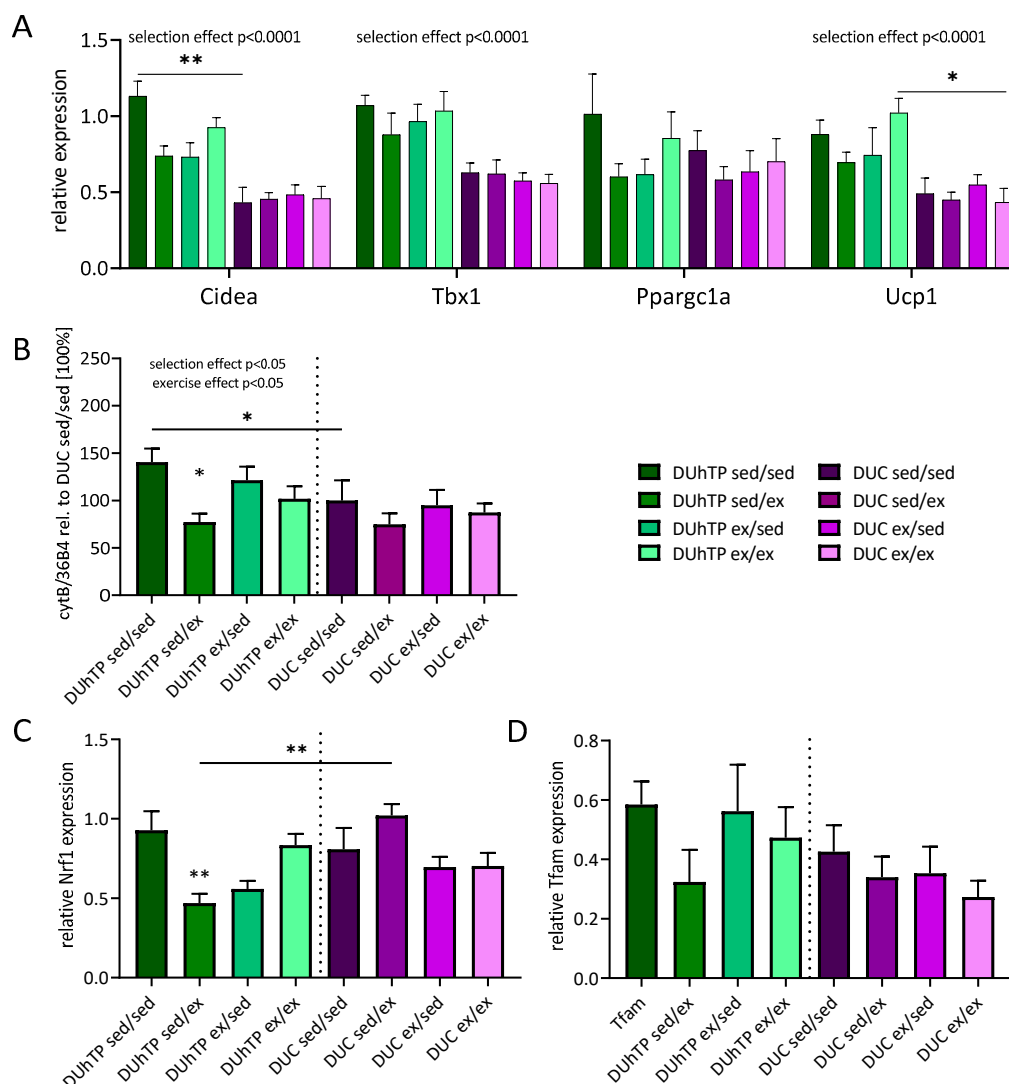 A
selection effect p<0.0001
selection effect p<0.0001
selection effect p<0.0001
**
*
relative expression
1.5
1.0
0.5
0.0
Cidea
Tbx1
Ppargc1a
Ucp1
B
cytB/36B4 rel. to DUC sed/sed [100%]
250
200
150
100
50
0
selection effect p<0.05
exercise effect p<0.05
*
*
DUhTP sed/sed
DUhTP sed/ex
DUhTP ex/sed
DUhTP ex/ex
DUC sed/sed
DUC sed/ex
DUC ex/sed
DUC ex/ex
DUhTP sed/sed
DUhTP sed/ex
DUhTP ex/sed
DUhTP ex/ex
DUC sed/sed
DUC sed/ex
DUC ex/sed
DUC ex/ex
C
relative Nrf1 expression
1.5
1.0
0.5
0.0
**
**
DUhTP sed/sed
DUhTP sed/ex
DUhTP ex/sed
DUhTP ex/ex
DUC sed/sed
DUC sed/ex
DUC ex/sed
DUC ex/ex
D
relative Tfam expression
0.8
0.6
0.4
0.2
0.0
Tfam
DUhTP sed/ex
DUhTP ex/sed
DUhTP ex/ex
DUC sed/sed
DUC sed/ex
DUC ex/sed
DUC ex/ex